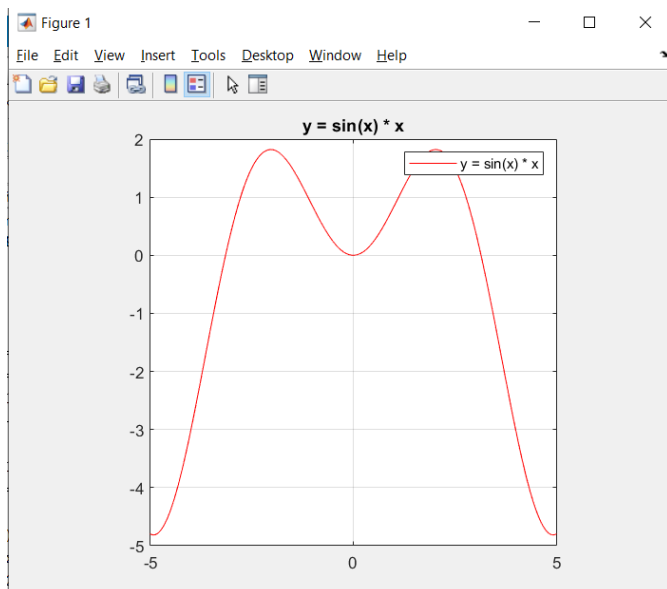 Figure 1
File Edit View Insert Tools Desktop Window Help
y = sin(x) * x
y = sin(x) * x
2
1
0
-1
-2
-3
-4
-5
-5 0 5